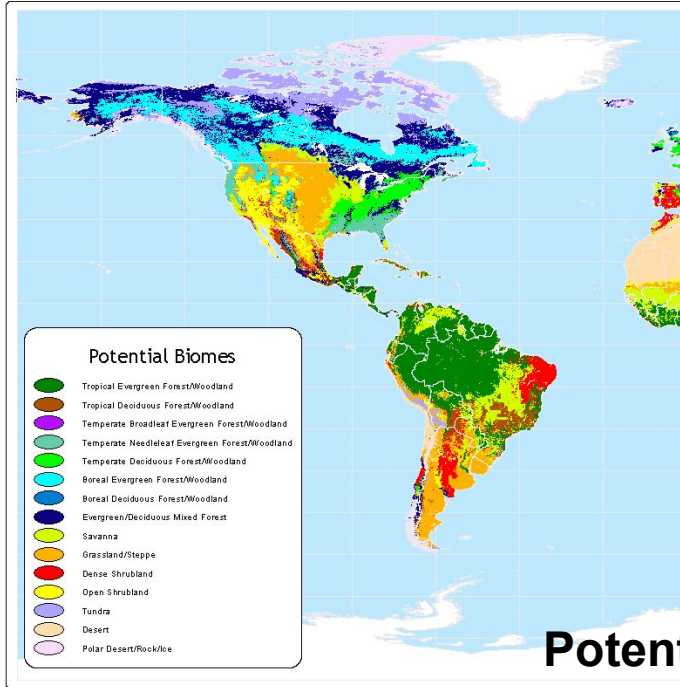 Potential Biomes
Tropical Evergreen Forest/Woodland
Tropical Deciduous Forest/Woodland
Temperate Broadleaf Evergreen Forest/Woodland
Temperate Needleleaf Evergreen Forest/Woodland
Temperate Deciduous Forest/Woodland
Boreal Evergreen Forest/Woodland
Boreal Deciduous Forest/Woodland
Evergreen/Deciduous Mixed Forest
Savanna
Grassland/Steppe
Dense Shrubland
Open Shrubland
Tundra
Desert
Polar Desert/Rock/Ice
Potent